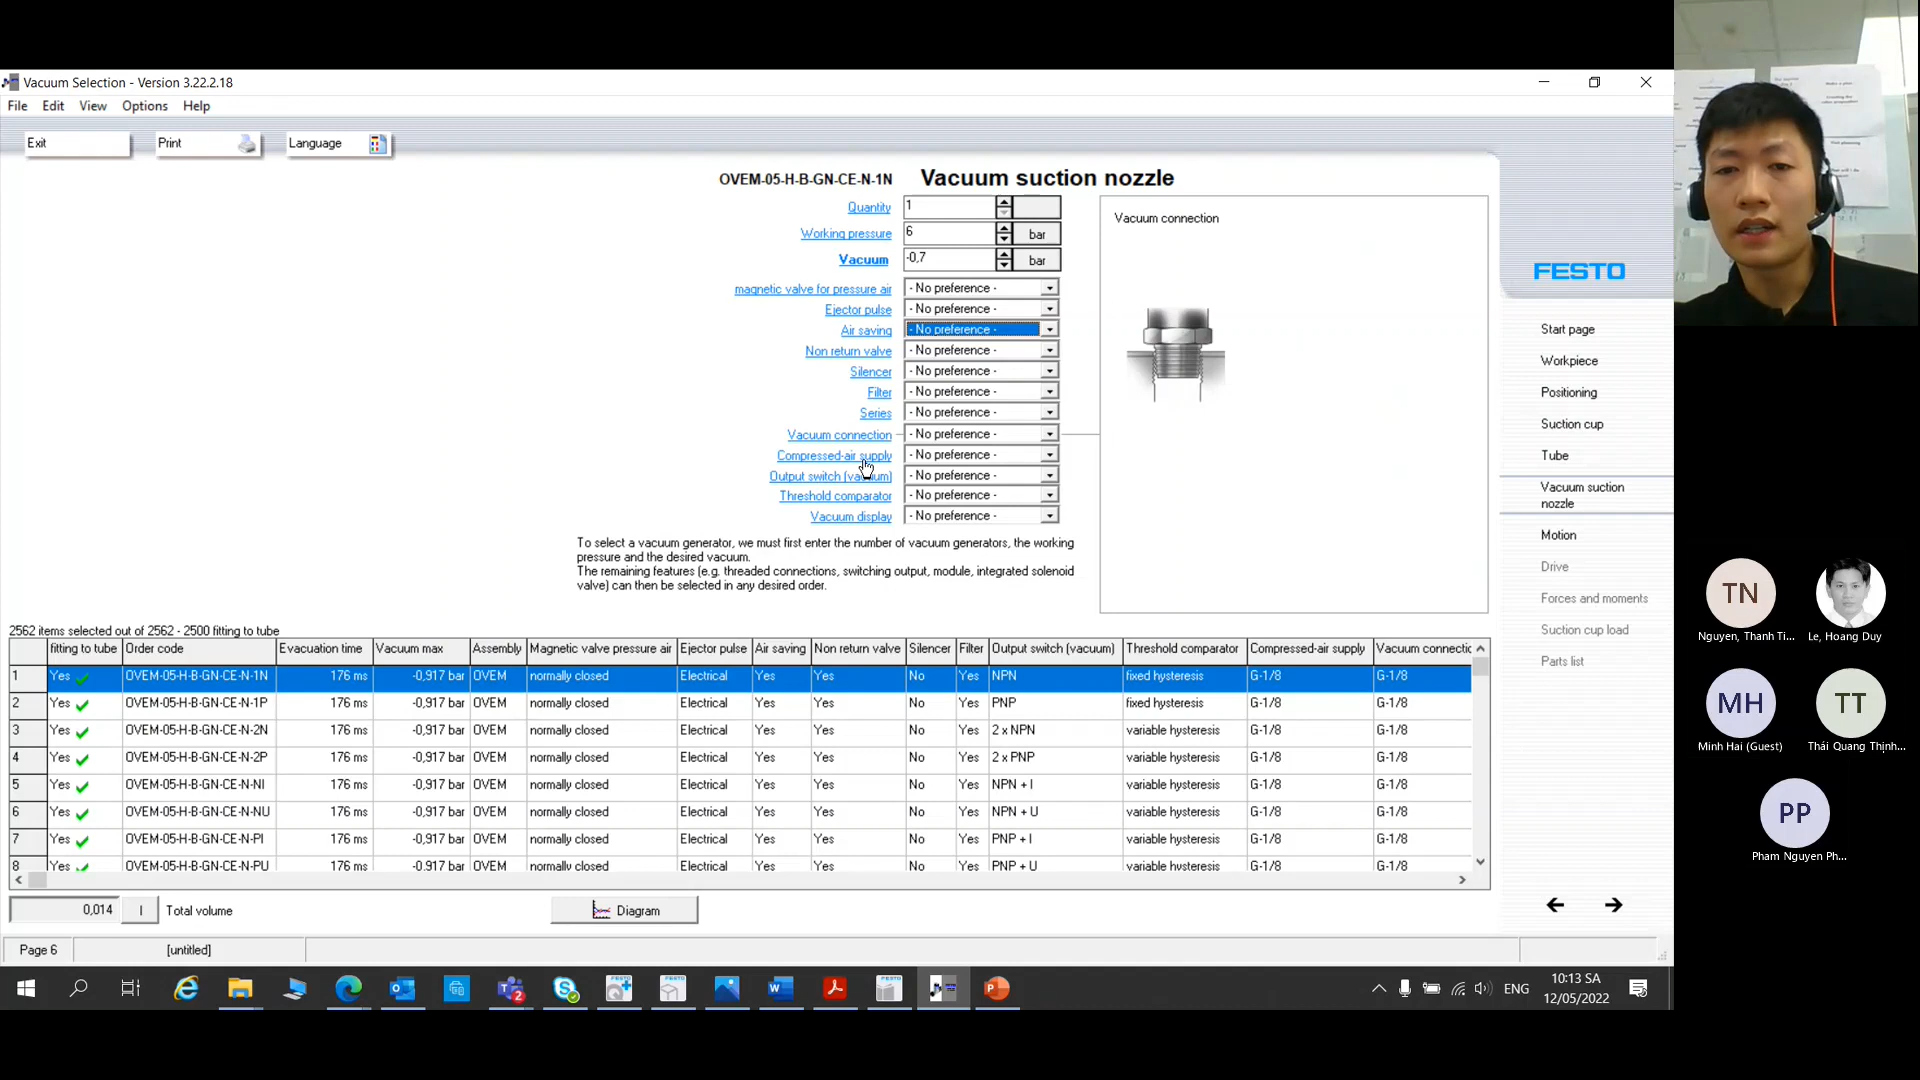 Vacuum Selection - Version 3.22.2.18
File Edit View Options Help
Exit Print Language
OVEM-05-H-B-GN-CE-N-1N Vacuum suction nozzle
Quantity 1
Working pressure 6 bar
Vacuum -0,7 bar
magnetic valve for pressure air - No preference -
Ejector pulse - No preference -
Air saving - No preference -
Non return valve - No preference -
Silencer - No preference -
Filter - No preference -
Series - No preference -
Vacuum connection - No preference -
Compressed-air supply - No preference -
Output switch (vacuum) - No preference -
Threshold comparator - No preference -
Vacuum display - No preference -
Vacuum connection
To select a vacuum generator, we must first enter the number of vacuum generators, the working
pressure and the desired vacuum.
The remaining features (e.g. threaded connections, switching output, module, integrated solenoid
valve) can then be selected in any desired order.
FESTO
Start page
Workpiece
Positioning
Suction cup
Tube
Vacuum suction
nozzle
Motion
Drive
Forces and moments
Suction cup load
Parts list
2562 items selected out of 2562 - 2500 fitting to tube
fitting to tube Order code Evacuation time Vacuum max Assembly Magnetic valve pressure air Ejector pulse Air saving Non return valve Silencer Filter Output switch (vacuum) Threshold comparator Compressed-air supply Vacuum connectic
1 Yes OVEM-05-H-B-GN-CE-N-1N 176 ms -0,917 bar OVEM normally closed Electrical Yes Yes No Yes NPN fixed hysteresis G-1/8 G-1/8
2 Yes OVEM-05-H-B-GN-CE-N-1P 176 ms -0,917 bar OVEM normally closed Electrical Yes Yes No Yes PNP fixed hysteresis G-1/8 G-1/8
3 Yes OVEM-05-H-B-GN-CE-N-2N 176 ms -0,917 bar OVEM normally closed Electrical Yes Yes No Yes 2 x NPN variable hysteresis G-1/8 G-1/8
4 Yes OVEM-05-H-B-GN-CE-N-2P 176 ms -0,917 bar OVEM normally closed Electrical Yes Yes No Yes 2 x PNP variable hysteresis G-1/8 G-1/8
5 Yes OVEM-05-H-B-GN-CE-N-NI 176 ms -0,917 bar OVEM normally closed Electrical Yes Yes No Yes NPN + I variable hysteresis G-1/8 G-1/8
6 Yes OVEM-05-H-B-GN-CE-N-NU 176 ms -0,917 bar OVEM normally closed Electrical Yes Yes No Yes NPN + U variable hysteresis G-1/8 G-1/8
7 Yes OVEM-05-H-B-GN-CE-N-PI 176 ms -0,917 bar OVEM normally closed Electrical Yes Yes No Yes PNP + I variable hysteresis G-1/8 G-1/8
8 Yes OVEM-05-H-B-GN-CE-N-PU 176 ms -0,917 bar OVEM normally closed Electrical Yes Yes No Yes PNP + U variable hysteresis G-1/8 G-1/8
0,014 l Total volume Diagram
Page 6 [untitled]
ENG 10:13 SA
12/05/2022
TN
Nguyen, Thanh Ti... Le, Hoang Duy
MH TT
Minh Hai (Guest) Thái Quang Thịnh...
PP
Pham Nguyen Ph...